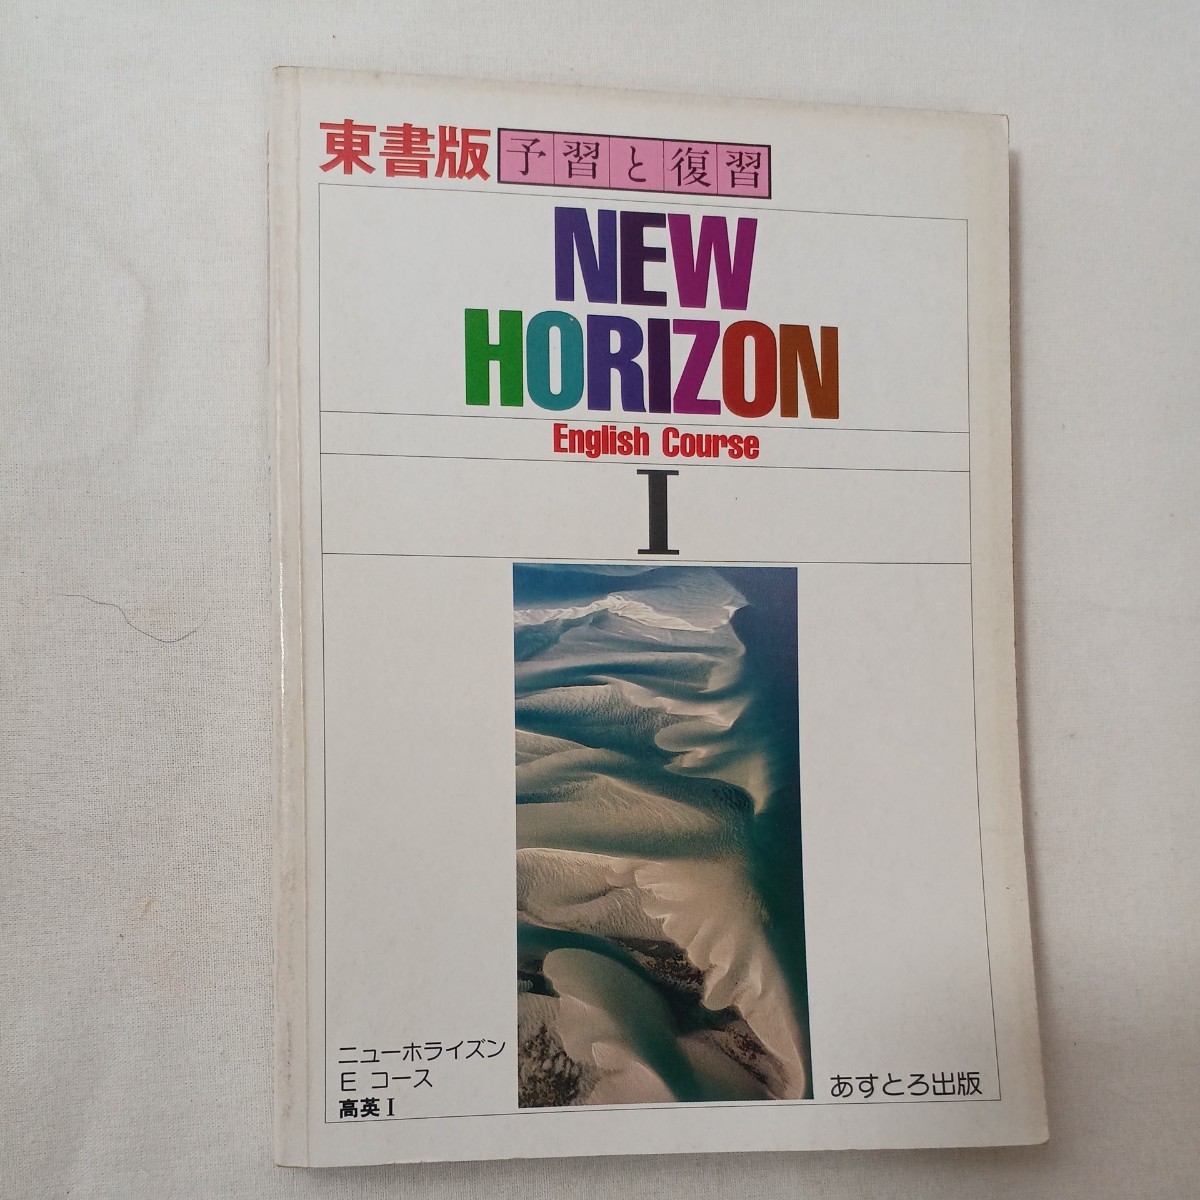 東書版 予習と復習
NEW
HORIZON
English Course
I
ニューホライズン
E コース
高英 I
あすとろ出版